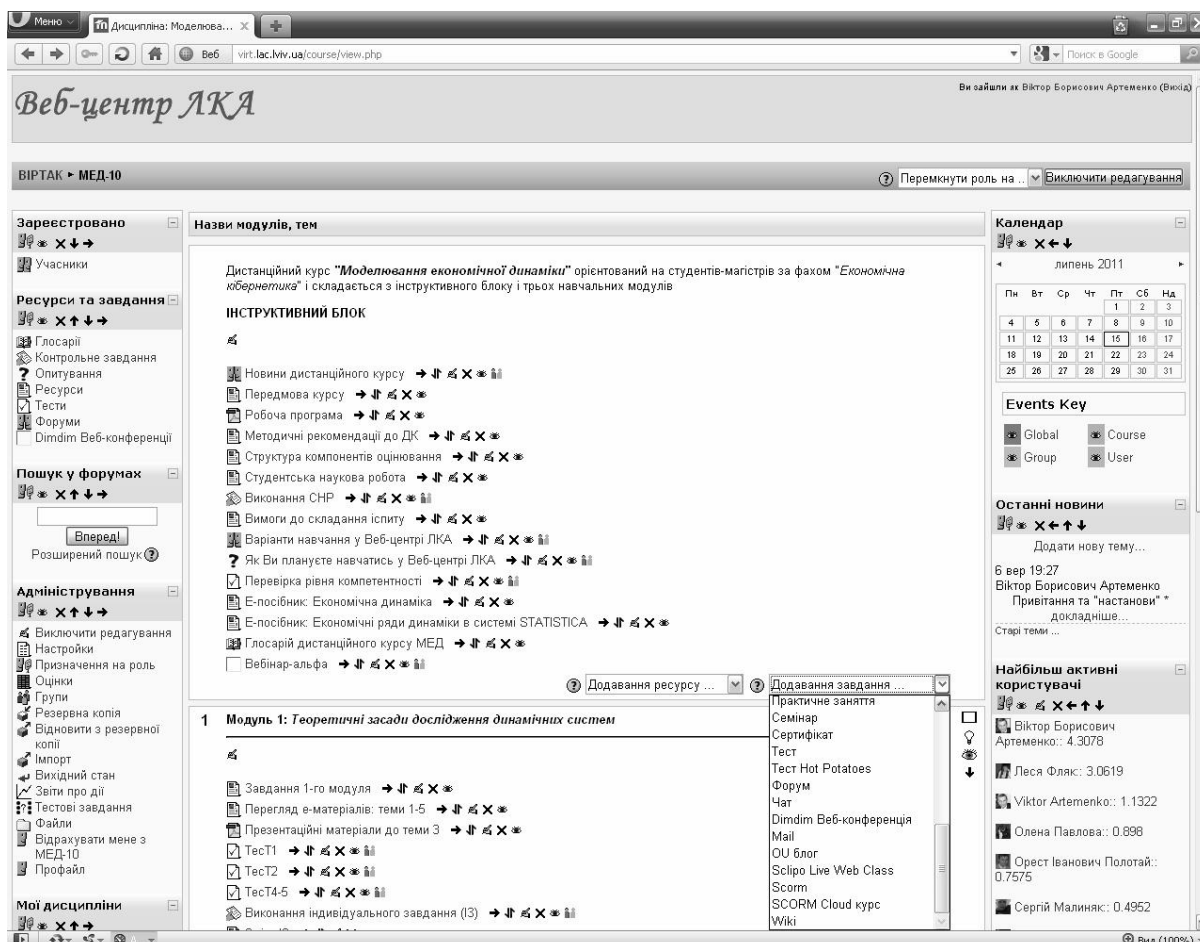 Меню
Дисципліна: Моделюва...
Веб
virt.lac.lviv.ua/course/view.php
Поиск в Google
Веб-центр ЛКА
Ви зайшли як Віктор Борисович Артеменко (Вихід)
ВІРТАК ► МЕД-10
Перемкнути роль на ..
Виключити редагування
Зареєстровано
Учасники
Ресурси та завдання
Глосарії
Контрольне завдання
Опитування
Ресурси
Тести
Форуми
Dimdim Веб-конференції
Пошук у форумах
Вперед!
Розширений пошук
Адміністрування
Виключити редагування
Настройки
Призначення на роль
Оцінки
Групи
Резервна копія
Відновити з резервної
копії
Імпорт
Вихідний стан
Звіти про дії
Тестові завдання
Файли
Відрахувати мене з
МЕД-10
Профайл
Мої дисципліни
Назви модулів, тем
Дистанційний курс "Моделювання економічної динаміки" орієнтований на студентів-магістрів за фахом "Економічна
кібернетика" і складається з інструктивного блоку і трьох навчальних модулів
ІНСТРУКТИВНИЙ БЛОК
Новини дистанційного курсу
Передмова курсу
Робоча програма
Методичні рекомендації до ДК
Структура компонентів оцінювання
Студентська наукова робота
Виконання СНР
Вимоги до складання іспиту
Варіанти навчання у Веб-центрі ЛКА
Як Ви плануєте навчатись у Веб-центрі ЛКА
Перевірка рівня компетентності
Е-посібник: Економічна динаміка
Е-посібник: Економічні ряди динаміки в системі STATISTICA
Глосарій дистанційного курсу МЕД
Вебінар-альфа
Додавання ресурсу ...
Додавання завдання ...
Практичне заняття
Семінар
Сертифікат
Тест
Тест Hot Potatoes
Форум
Чат
Dimdim Веб-конференція
Mail
OU блог
Sclipo Live Web Class
Scorm
SCORM Cloud курс
Wiki
1 Модуль 1: Теоретичні засади дослідження динамічних систем
Завдання 1-го модуля
Перегляд е-матеріалів: теми 1-5
Презентаційні матеріали до теми 3
ТесТ1
ТесТ2
ТесТ4-5
Виконання індивідуального завдання (ІЗ)
Календар
липень 2011
Пн Вт Ср Чт Пт Сб Нд
1 2 3
4 5 6 7 8 9 10
11 12 13 14 15 16 17
18 19 20 21 22 23 24
25 26 27 28 29 30 31
Events Key
Global Course
Group User
Останні новини
Додати нову тему...
6 вер 19:27
Віктор Борисович Артеменко
Привітання та "настанови" *
докладніше...
Старі теми ...
Найбільш активні
користувачі
Віктор Борисович
Артеменко:: 4.3078
Леся Фляк:: 3.0619
Viktor Artemenko:: 1.1322
Олена Павлова:: 0.898
Орест Іванович Полотай::
0.7575
Сергій Малиняк:: 0.4952
Вид (100%)